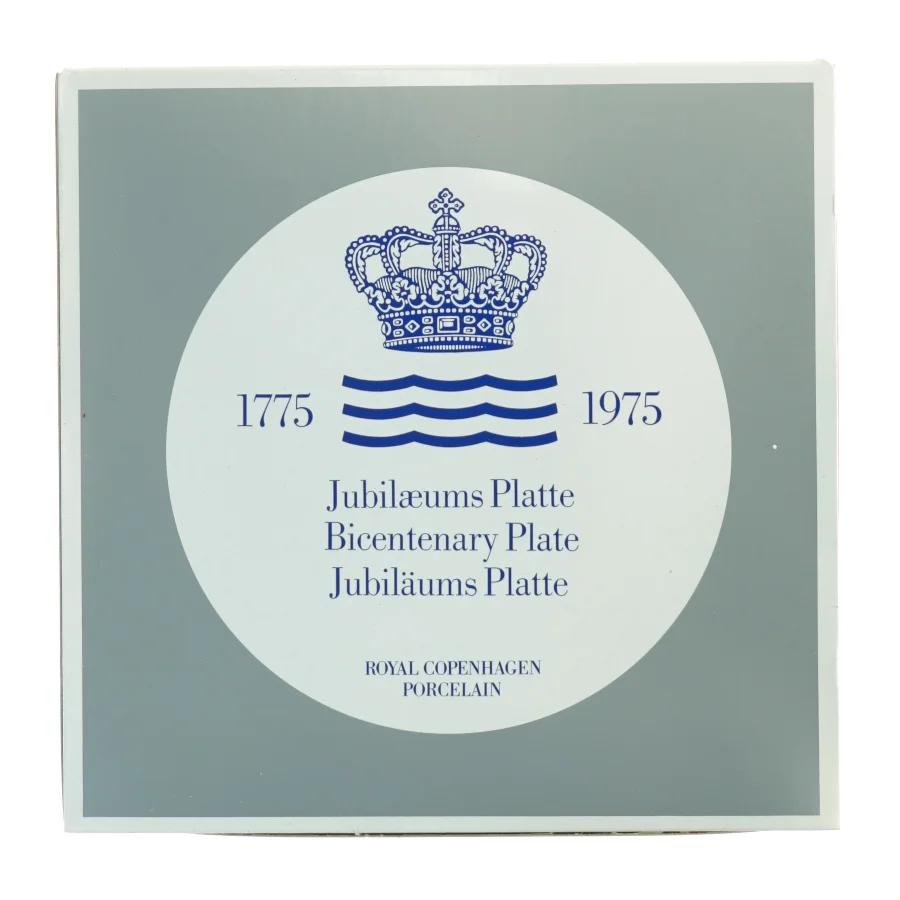 1775 1975
Jubilæums Platte
Bicentenary Plate
Jubiläums Platte
ROYAL COPENHAGEN
PORCELAIN